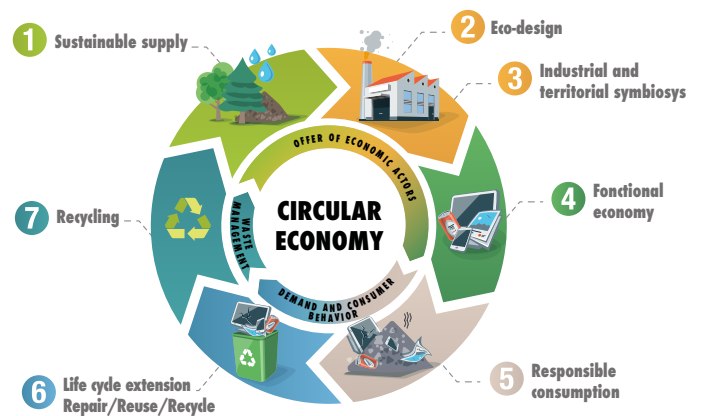 1
Sustainable supply
2
Eco-design
3
Industrial and
territorial symbiosys
4
Fonctional
economy
5
Responsible
consumption
6
Life cycle extension
Repair/Reuse/Recycle
7
Recycling
OFFER OF ECONOMIC ACTORS
DEMAND AND CONSUMER
BEHAVIOR
WASTE
MANAGEMENT
CIRCULAR
ECONOMY